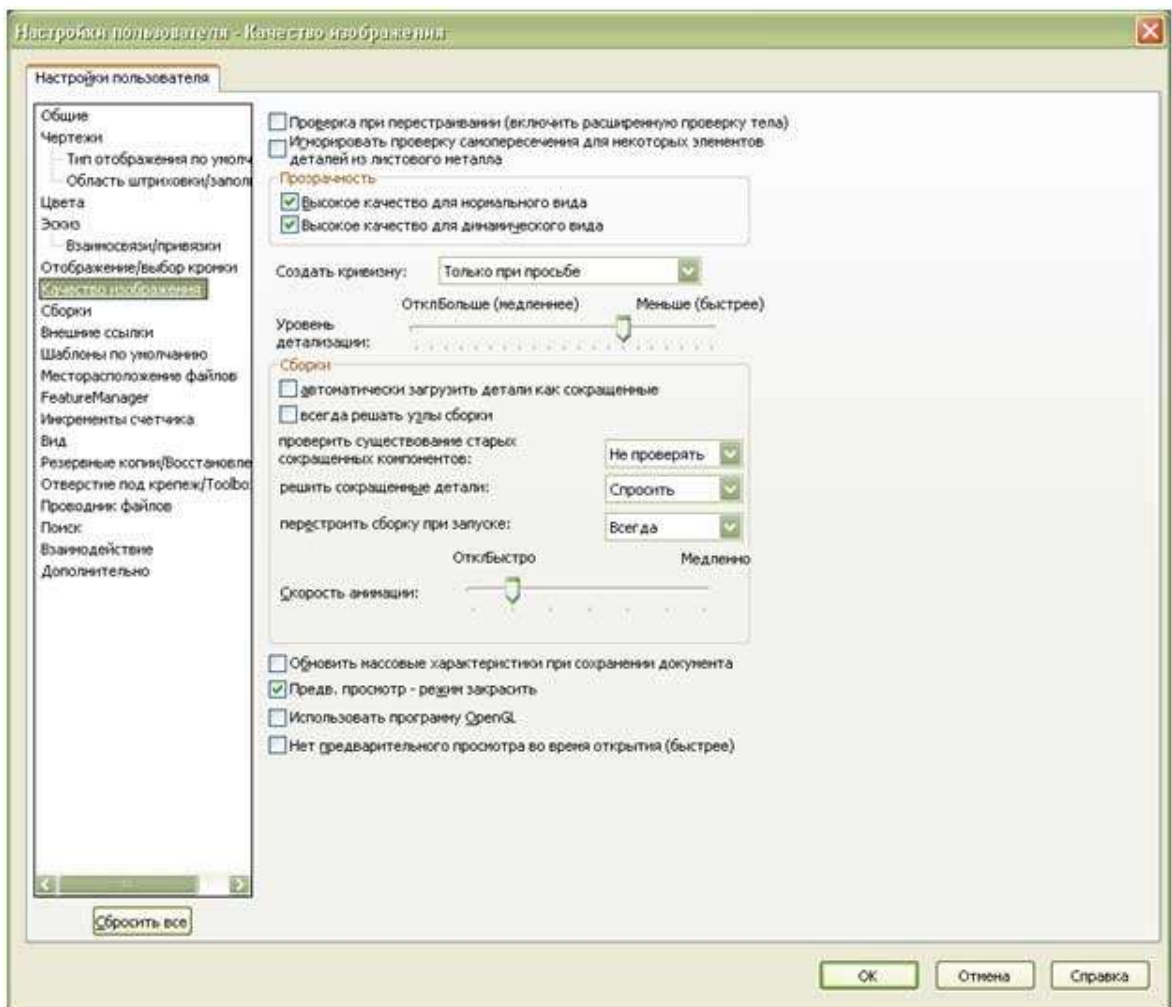 Настройки пользователя - Качество изображения
Настройки пользователя
Общие
Чертежи
Тип отображения по умолч
Область штриховки/запол
Цвета
Эскиз
Взаимосвязи/привязки
Отображение/выбор кромки
Качество изображения
Сборки
Внешние ссылки
Шаблоны по умолчанию
Месторасположение файлов
FeatureManager
Инкременты счетчика
Вид
Резервные копии/Восстановле
Отверстие под крепеж/Toolbo
Проводник файлов
Поиск
Взаимодействие
Дополнительно
Сбросить все
Проверка при перестраивании (включить расширенную проверку тела)
Игнорировать проверку самопересечения для некоторых элементов
деталей из листового металла
Прозрачность
Высокое качество для нормального вида
Высокое качество для динамического вида
Создать кривизну: Только при просьбе
ОтклБольше (медленнее) Меньше (быстрее)
Уровень
детализации:
Сборки
автоматически загрузить детали как сокращенные
всегда решать узлы сборки
проверить существование старых
сокращенных компонентов: Не проверять
решить сокращенные детали: Спросить
перестроить сборку при запуске: Всегда
ОтклБыстро Медленно
Скорость анимации:
Обновить массовые характеристики при сохранении документа
Предв. просмотр - режим закрасить
Использовать программу OpenGL
Нет предварительного просмотра во время открытия (быстрее)
OK Отмена Справка